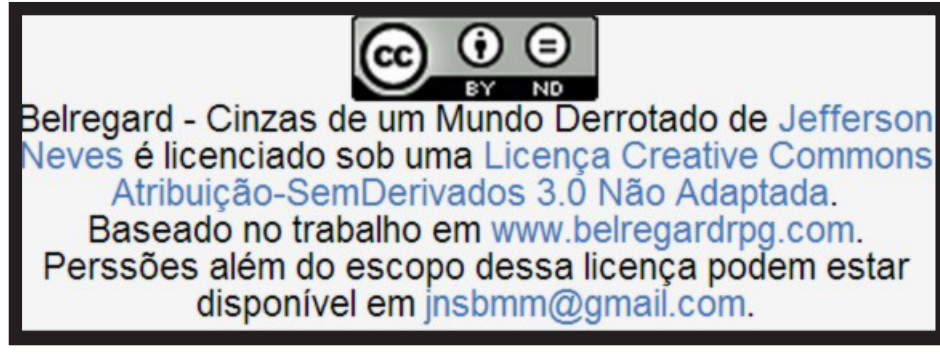 cc
BY ND
Belregard - Cinzas de um Mundo Derrotado de Jefferson
Neves é licenciado sob uma Licença Creative Commons
Atribuição-SemDerivados 3.0 Não Adaptada.
Baseado no trabalho em www.belregardrpg.com.
Perssões além do escopo dessa licença podem estar
disponível em jnsbmm@gmail.com.